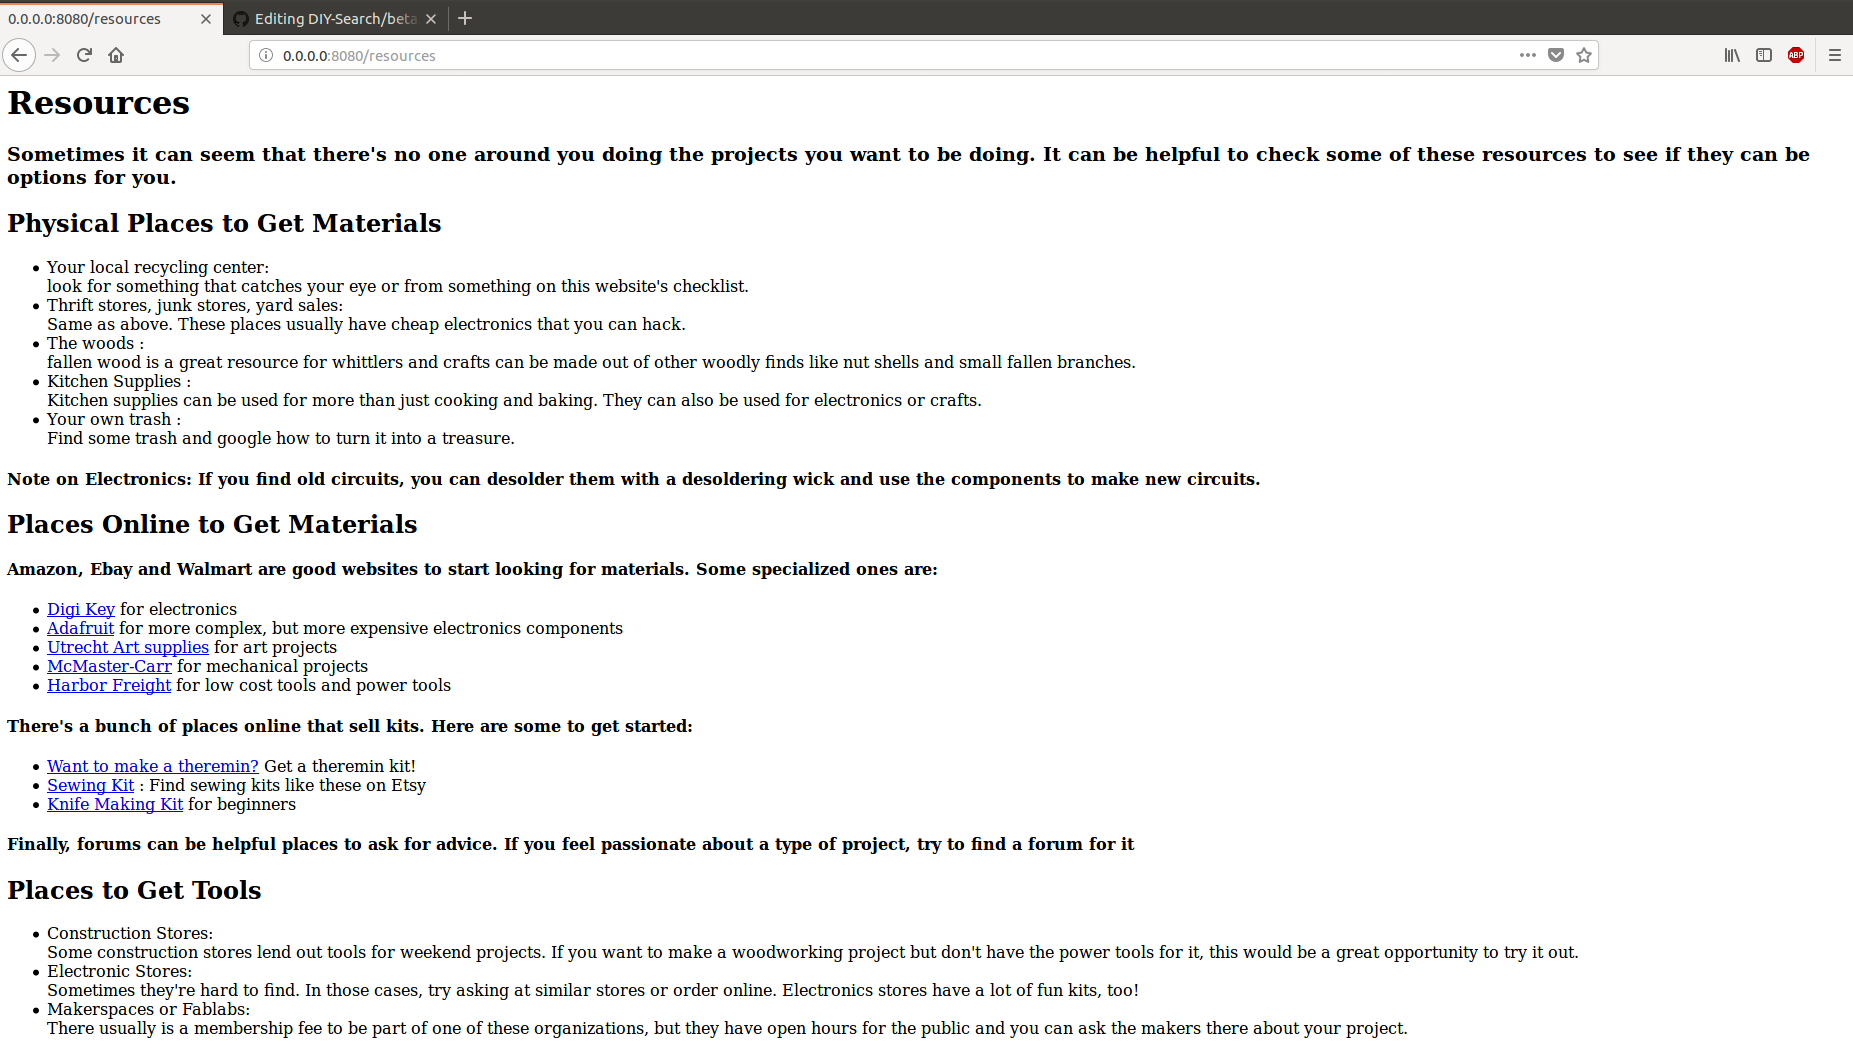 0.0.0.0:8080/resources
Editing DIY-Search/beta
0.0.0.0:8080/resources
ABP
Resources
Sometimes it can seem that there's no one around you doing the projects you want to be doing. It can be helpful to check some of these resources to see if they can be
options for you.
Physical Places to Get Materials
Your local recycling center:
look for something that catches your eye or from something on this website's checklist.
Thrift stores, junk stores, yard sales:
Same as above. These places usually have cheap electronics that you can hack.
The woods :
fallen wood is a great resource for whittlers and crafts can be made out of other woodly finds like nut shells and small fallen branches.
Kitchen Supplies :
Kitchen supplies can be used for more than just cooking and baking. They can also be used for electronics or crafts.
Your own trash :
Find some trash and google how to turn it into a treasure.
Note on Electronics: If you find old circuits, you can desolder them with a desoldering wick and use the components to make new circuits.
Places Online to Get Materials
Amazon, Ebay and Walmart are good websites to start looking for materials. Some specialized ones are:
Digi Key for electronics
Adafruit for more complex, but more expensive electronics components
Utrecht Art supplies for art projects
McMaster-Carr for mechanical projects
Harbor Freight for low cost tools and power tools
There's a bunch of places online that sell kits. Here are some to get started:
Want to make a theremin? Get a theremin kit!
Sewing Kit : Find sewing kits like these on Etsy
Knife Making Kit for beginners
Finally, forums can be helpful places to ask for advice. If you feel passionate about a type of project, try to find a forum for it
Places to Get Tools
Construction Stores:
Some construction stores lend out tools for weekend projects. If you want to make a woodworking project but don't have the power tools for it, this would be a great opportunity to try it out.
Electronic Stores:
Sometimes they're hard to find. In those cases, try asking at similar stores or order online. Electronics stores have a lot of fun kits, too!
Makerspaces or Fablabs:
There usually is a membership fee to be part of one of these organizations, but they have open hours for the public and you can ask the makers there about your project.